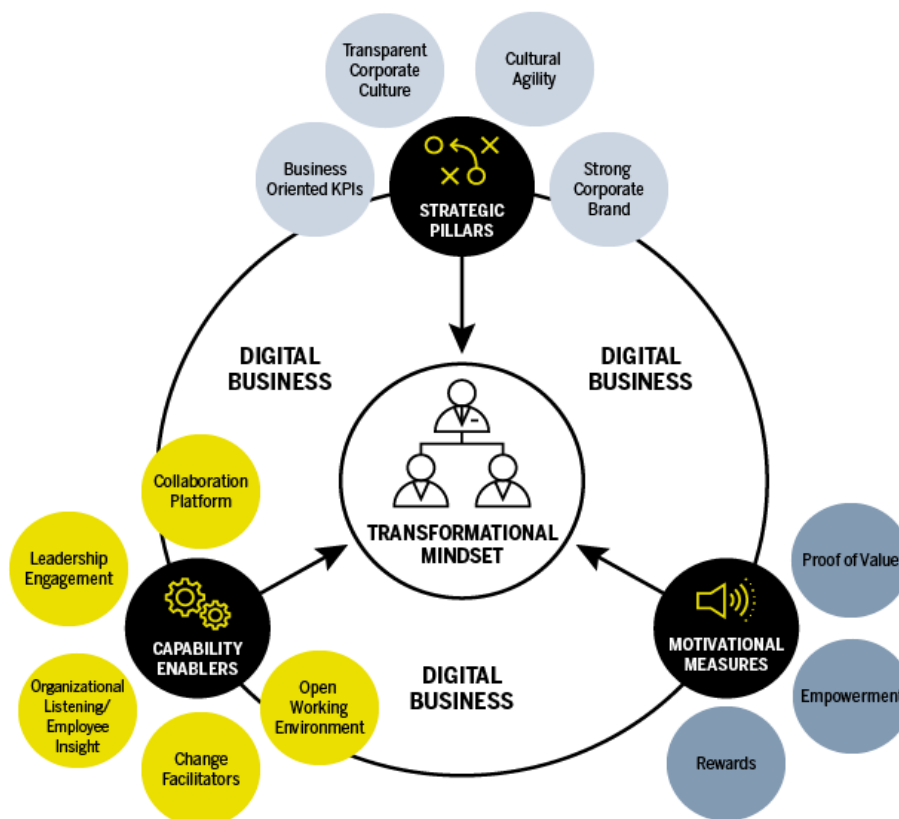 Transparent
Corporate
Culture
Cultural
Agility
Business
Oriented KPIs
Strong
Corporate
Brand
STRATEGIC
PILLARS
DIGITAL
BUSINESS
DIGITAL
BUSINESS
TRANSFORMATIONAL
MINDSET
Collaboration
Platform
Leadership
Engagement
CAPABILITY
ENABLERS
Organizational
Listening/
Employee
Insight
Change
Facilitators
Open
Working
Environment
DIGITAL
BUSINESS
MOTIVATIONAL
MEASURES
Proof of Value
Empowerment
Rewards